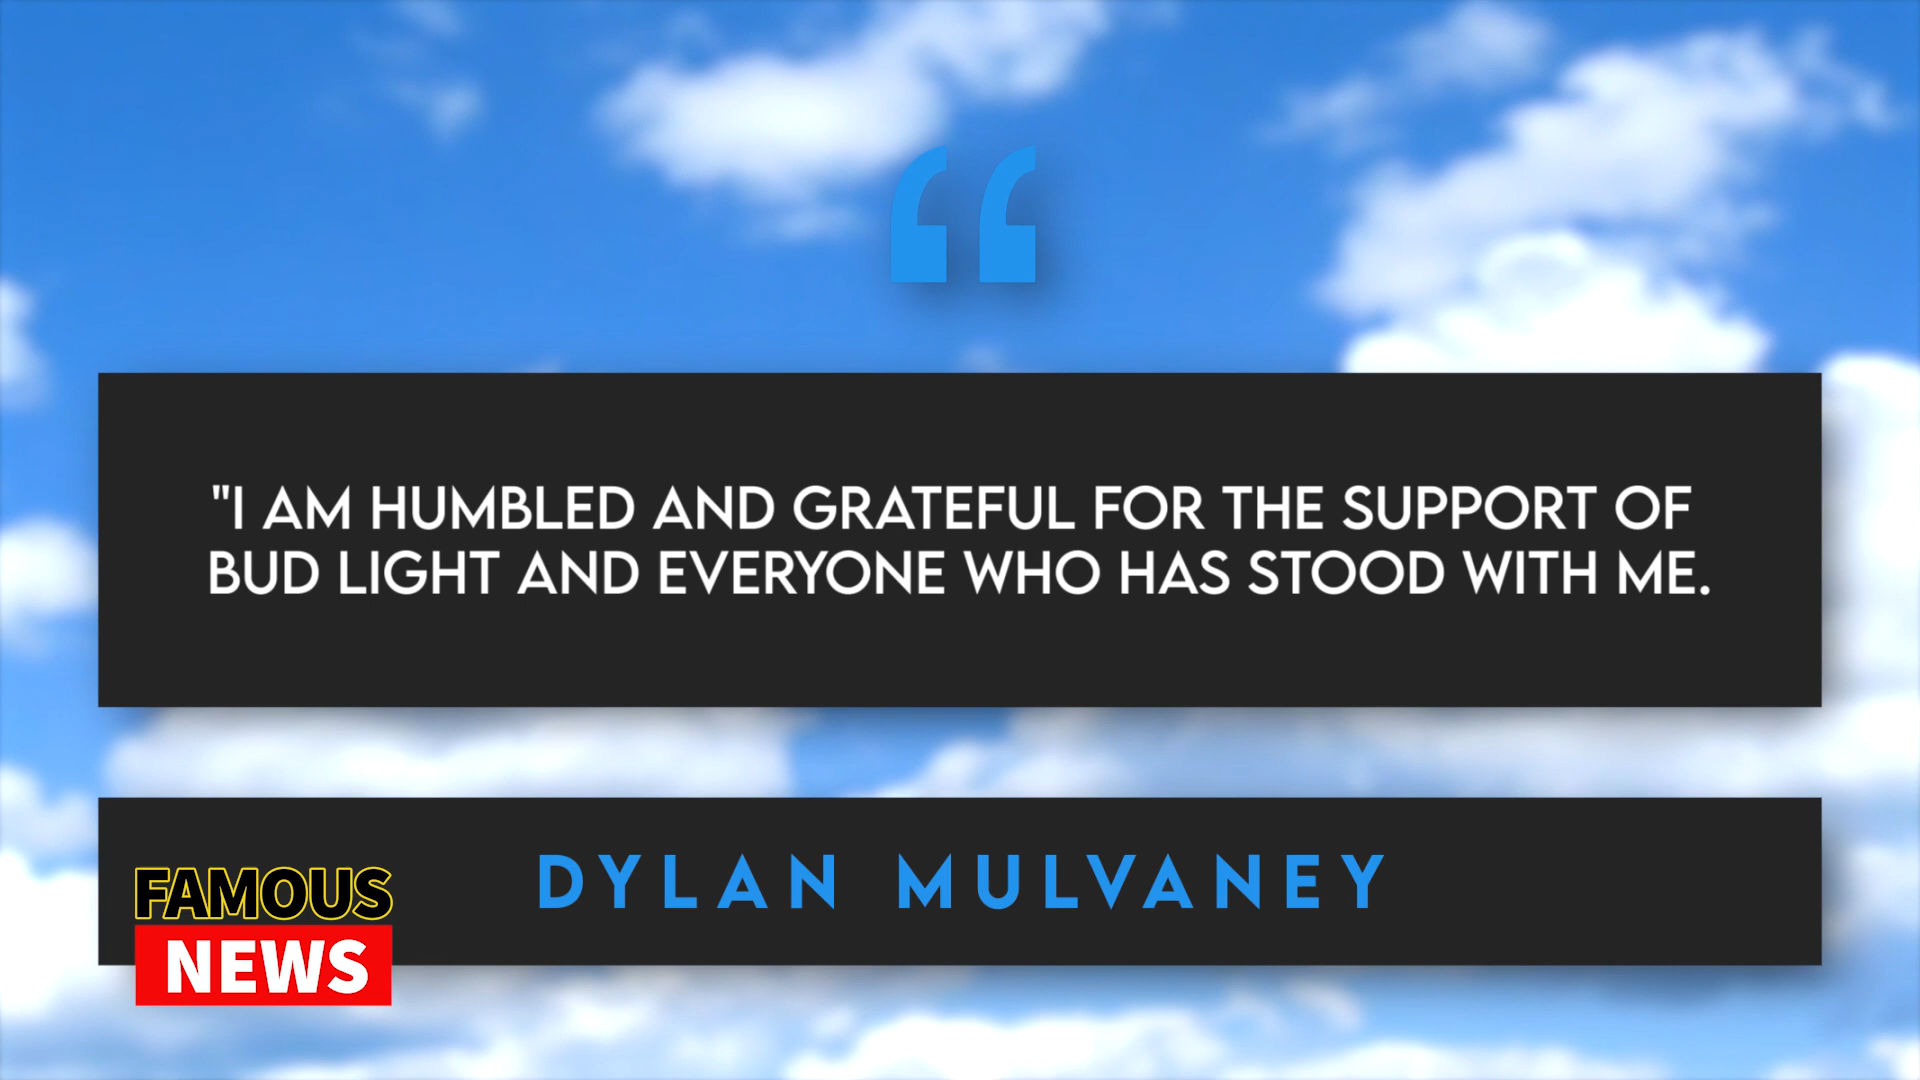 "I AM HUMBLED AND GRATEFUL FOR THE SUPPORT OF
BUD LIGHT AND EVERYONE WHO HAS STOOD WITH ME.
DYLAN MULVANEY
FAMOUS
NEWS